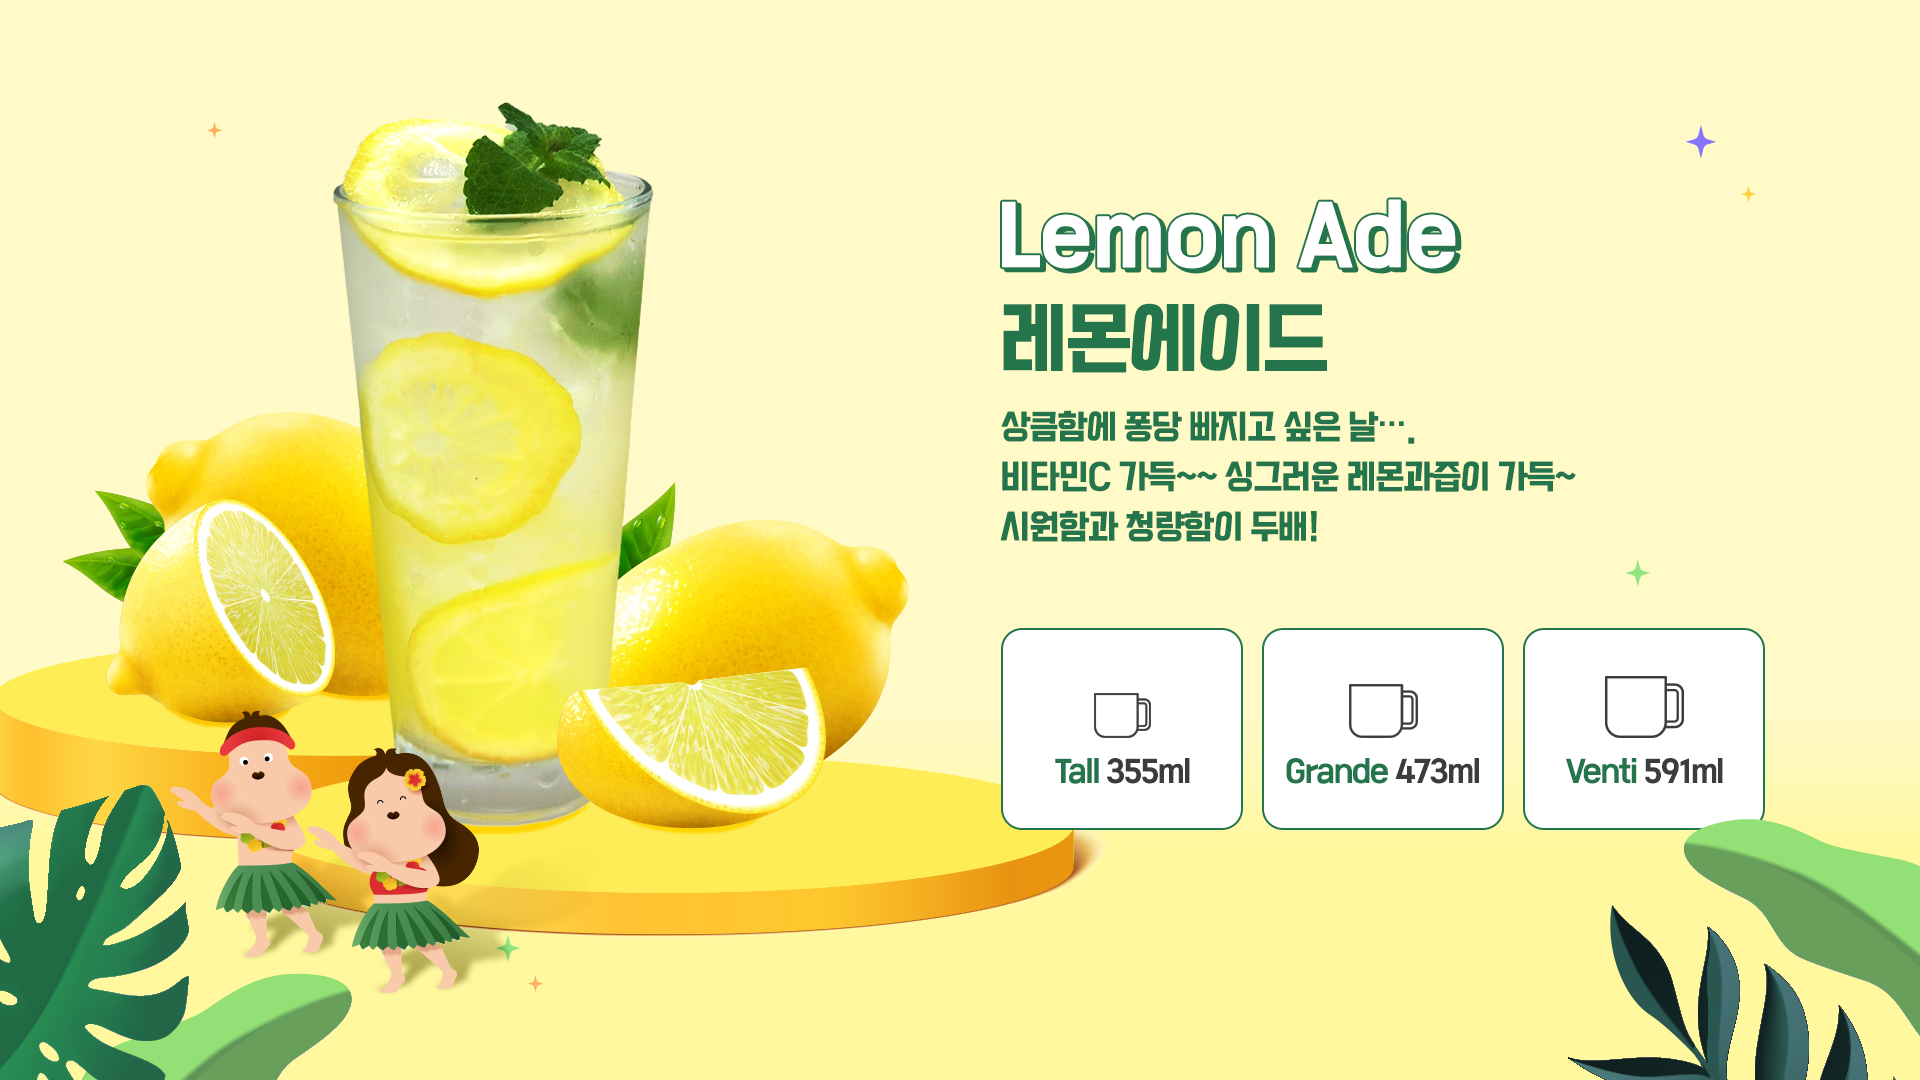 Lemon Ade
레몬에이드
상큼함에 퐁당 빠지고 싶은 날….
비타민C 가득~~ 싱그러운 레몬과즙이 가득~
시원함과 청량함이 두배!
Tall 355ml
Grande 473ml
Venti 591ml